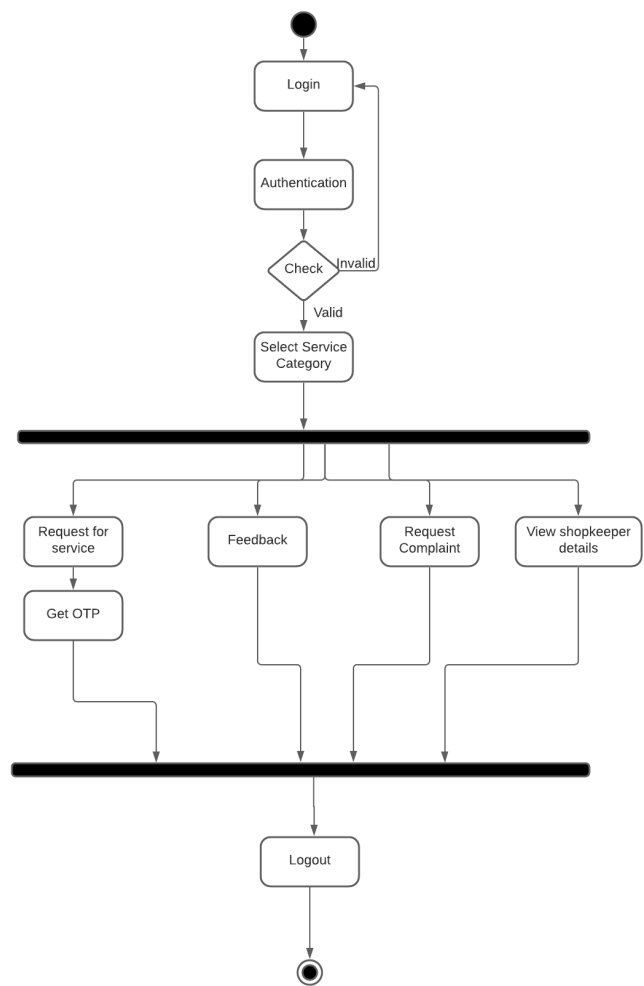 Login
Authentication
Check
Invalid
Valid
Select Service
Category
Request for
service
Feedback
Request
Complaint
View shopkeeper
details
Get OTP
Logout